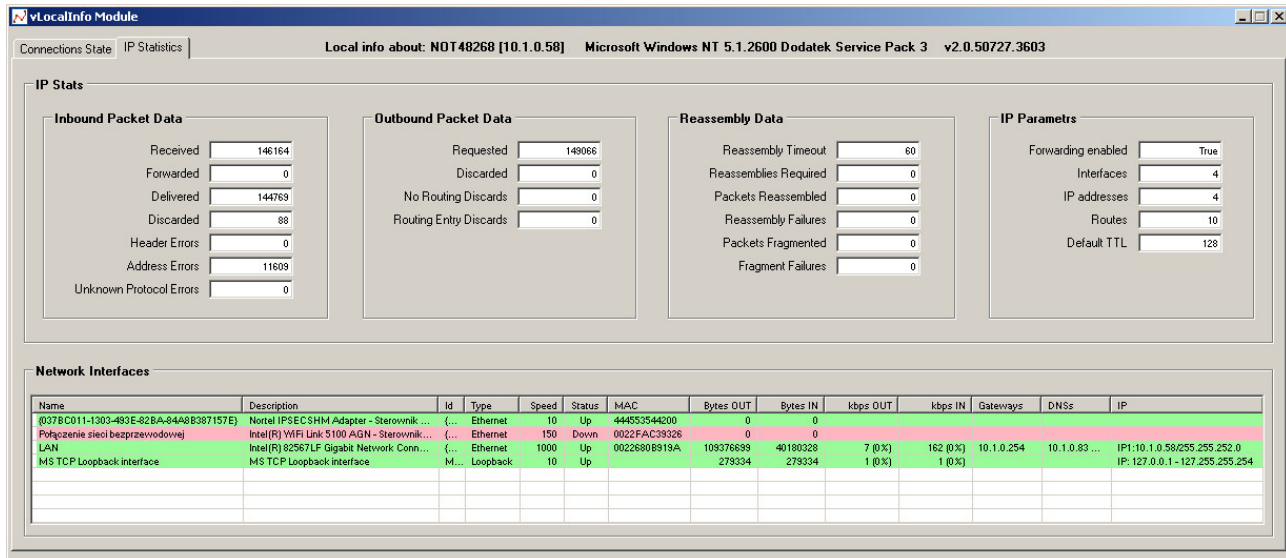 vLocalInfo Module
Connections State IP Statistics Local info about: NOT48268 [10.1.0.58] Microsoft Windows NT 5.1.2600 Dodatek Service Pack 3 v2.0.50727.3603
IP Stats
Inbound Packet Data
Received 146164
Forwarded 0
Delivered 144769
Discarded 88
Header Errors 0
Address Errors 11609
Unknown Protocol Errors 0
Outbound Packet Data
Requested 149066
Discarded 0
No Routing Discards 0
Routing Entry Discards 0
Reassembly Data
Reassembly Timeout 60
Reassemblies Required 0
Packets Reassembled 0
Reassembly Failures 0
Packets Fragmented 0
Fragment Failures 0
IP Parametrs
Forwarding enabled True
Interfaces 4
IP addresses 4
Routes 10
Default TTL 128
Network Interfaces
Name Description Id Type Speed Status MAC Bytes OUT Bytes IN kbps OUT kbps IN Gateways DNSs IP
{037BC011-1303-493E-82BA-84A8B387157E} Nortel IPSECSHM Adapter - Sterownik ... {... Ethernet 10 Up 444553544200 0 0
Połączenie sieci bezprzewodowej Intel(R) WiFi Link 5100 AGN - Sterownik... {... Ethernet 150 Down 0022FAC39326 0 0
LAN Intel(R) 82567LF Gigabit Network Conn... {... Ethernet 1000 Up 0022680B919A 109376699 40180328 7 (0%) 162 (0%) 10.1.0.254 10.1.0.83 ... IP1:10.1.0.58/255.255.252.0
MS TCP Loopback interface MS TCP Loopback interface M... Loopback 10 Up 279334 279334 1 (0%) 1 (0%) IP: 127.0.0.1 - 127.255.255.254